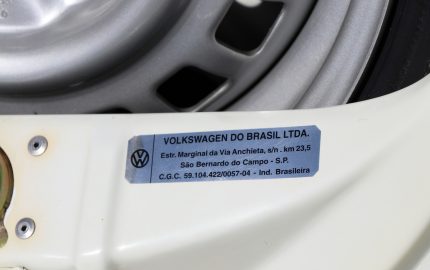 VOLKSWAGEN DO BRASIL LTDA.
Estr. Marginal da Via Anchieta, s/n . km 23,5
São Bernardo do Campo - S.P.
C.G.C. 59.104.422/0057-04 - Ind. Brasileira